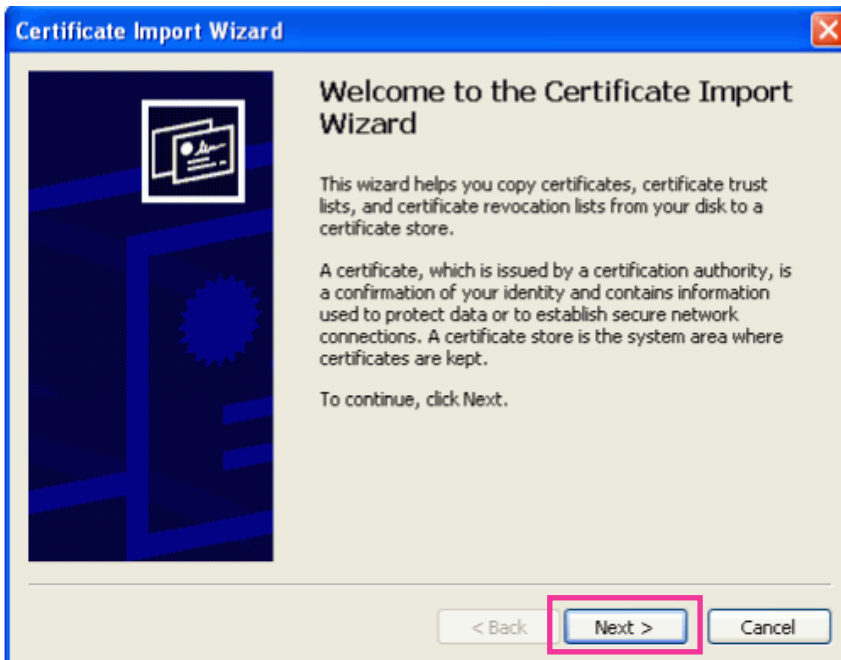 Certificate Import Wizard
Welcome to the Certificate Import
Wizard
This wizard helps you copy certificates, certificate trust
lists, and certificate revocation lists from your disk to a
certificate store.
A certificate, which is issued by a certification authority, is
a confirmation of your identity and contains information
used to protect data or to establish secure network
connections. A certificate store is the system area where
certificates are kept.
To continue, click Next.
< Back Next > Cancel